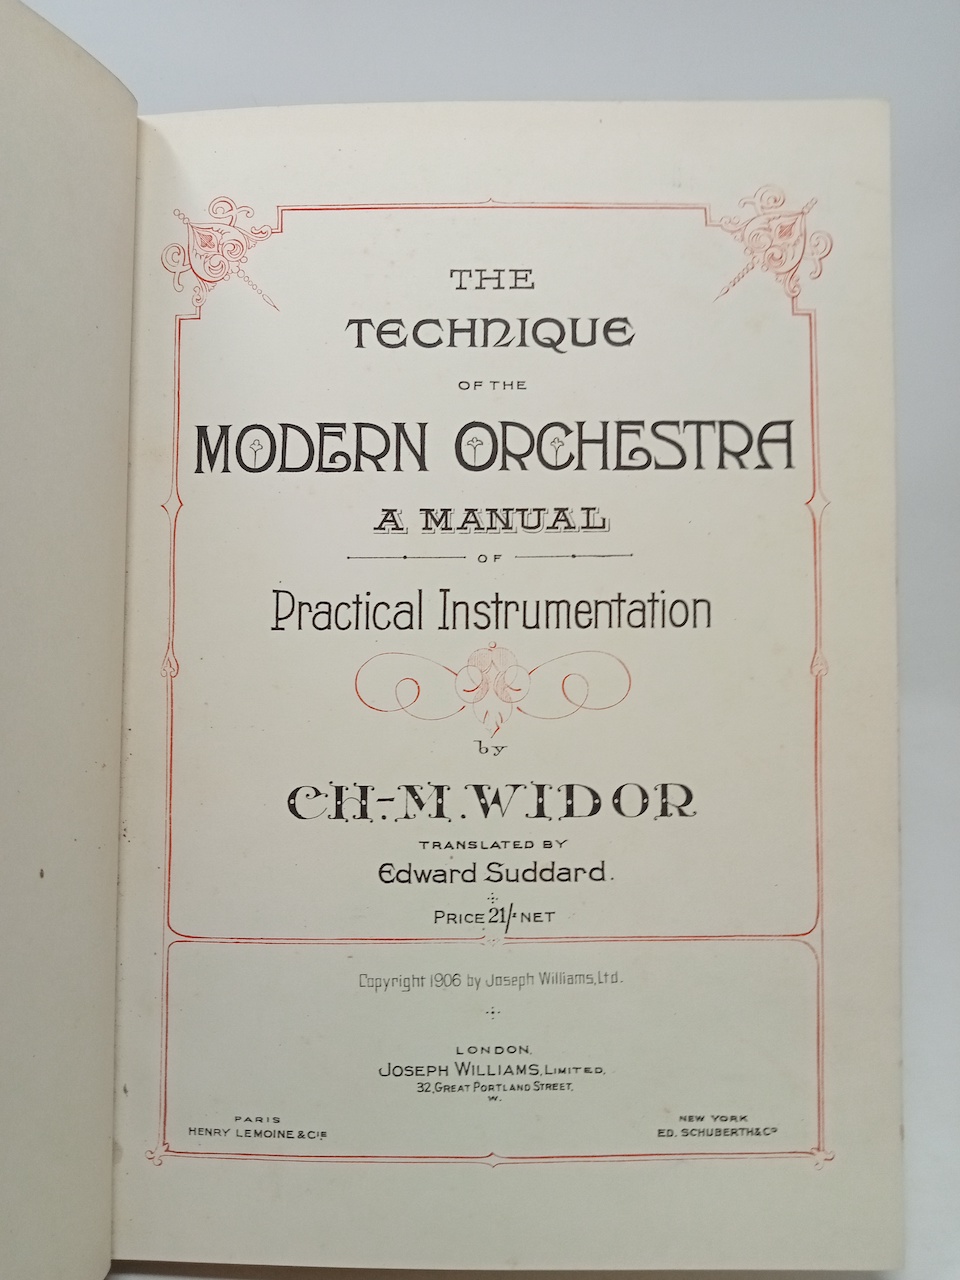 THE
TECHNIQUE
OF THE
MODERN ORCHESTRA
A MANUAL
OF
Practical Instrumentation
by
CH-M. WIDOR
TRANSLATED BY
Edward Suddard.
PRICE 21/- NET
Copyright 1906 by Joseph Williams, Ltd.
LONDON,
JOSEPH WILLIAMS, LIMITED,
32, GREAT PORTLAND STREET,
W.
PARIS
HENRY LEMOINE & CIE
NEW YORK
ED. SCHUBERTH & CO